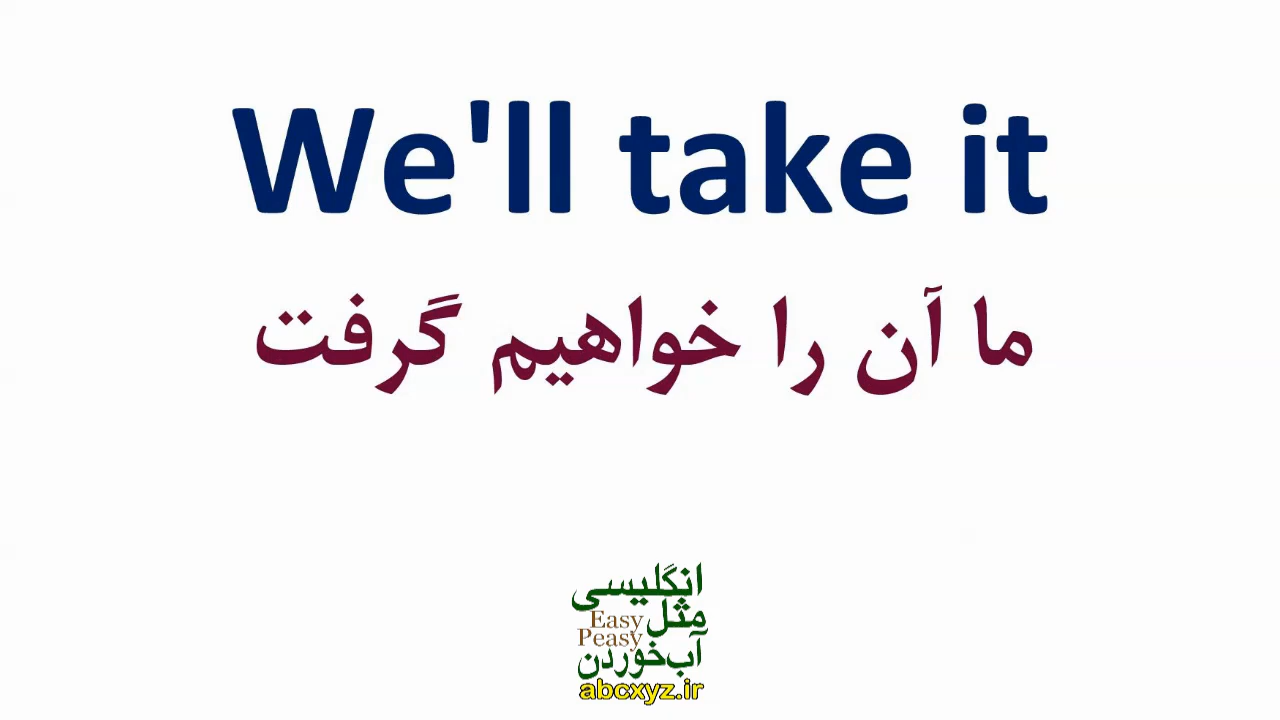 We'll take it
ما آن را خواهیم گرفت
انگلیسی
مثل
Easy
Peasy
آب‌خوردن
abcxyz.ir